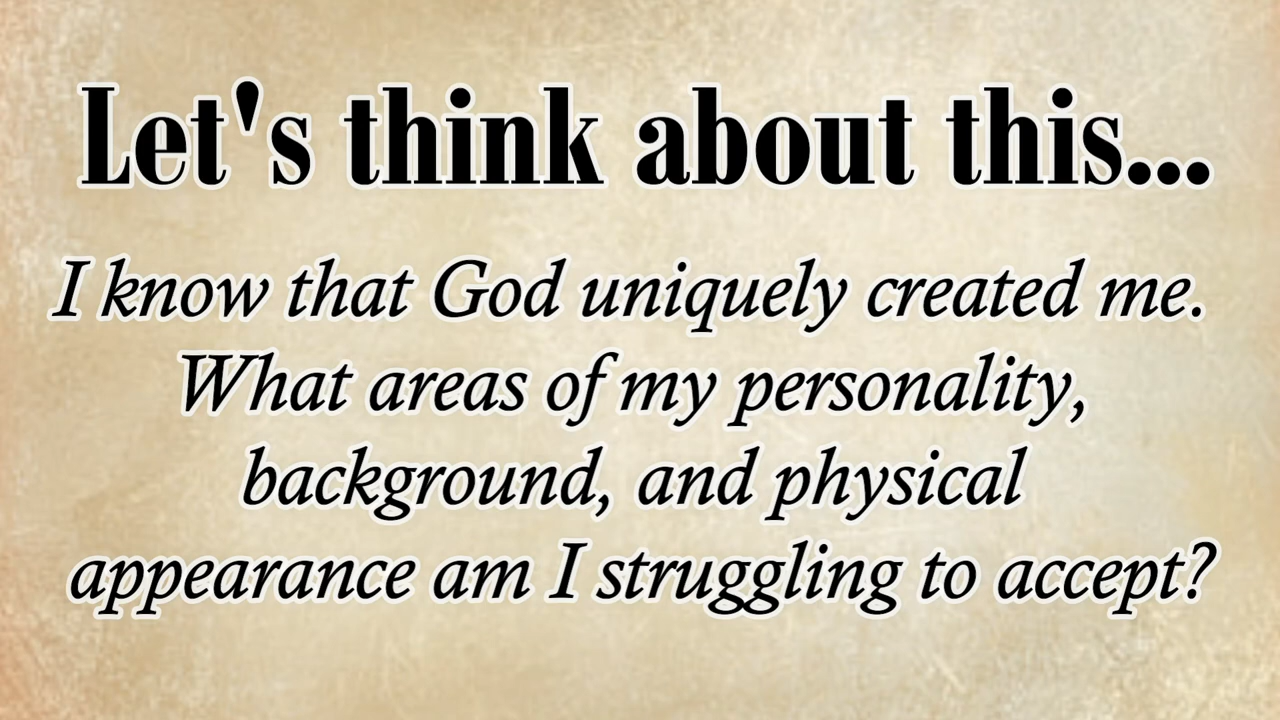 Let's think about this...
I know that God uniquely created me.
What areas of my personality,
background, and physical
appearance am I struggling to accept?